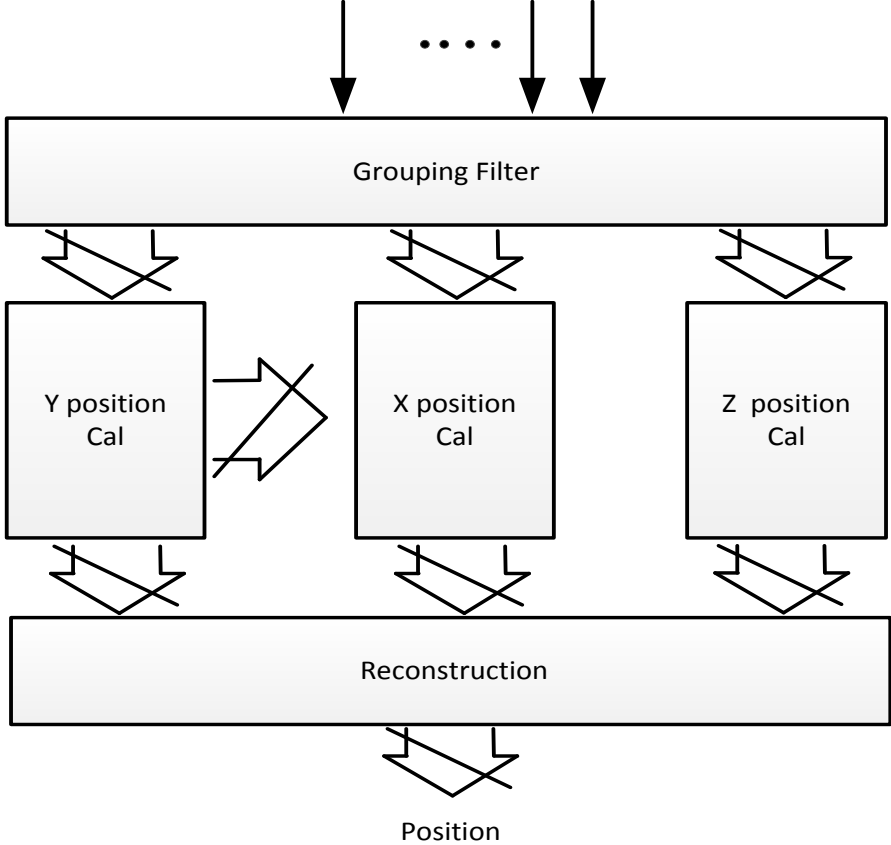 Grouping Filter
Y position
Cal
X position
Cal
Z position
Cal
Reconstruction
Position